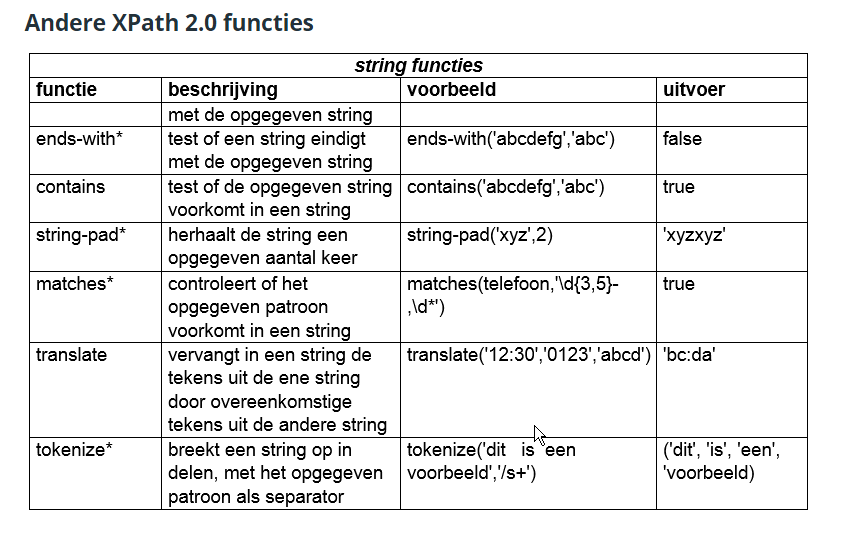 Andere XPath 2.0 functies
string functies
functie beschrijving voorbeeld uitvoer
met de opgegeven string
ends-with* test of een string eindigt ends-with('abcdefg','abc') false
met de opgegeven string
contains test of de opgegeven string contains('abcdefg','abc') true
voorkomt in een string
string-pad* herhaalt de string een string-pad('xyz',2) 'xyzxyz'
opgegeven aantal keer
matches* controleert of het matches(telefoon,'\d{3,5}- true
opgegeven patroon ,\d*')
voorkomt in een string
translate vervangt in een string de translate('12:30','0123','abcd') 'bc:da'
tekens uit de ene string
door overeenkomstige
tekens uit de andere string
tokenize* breekt een string op in tokenize('dit is een ('dit', 'is', 'een',
delen, met het opgegeven voorbeeld','/s+') 'voorbeeld)
patroon als separator